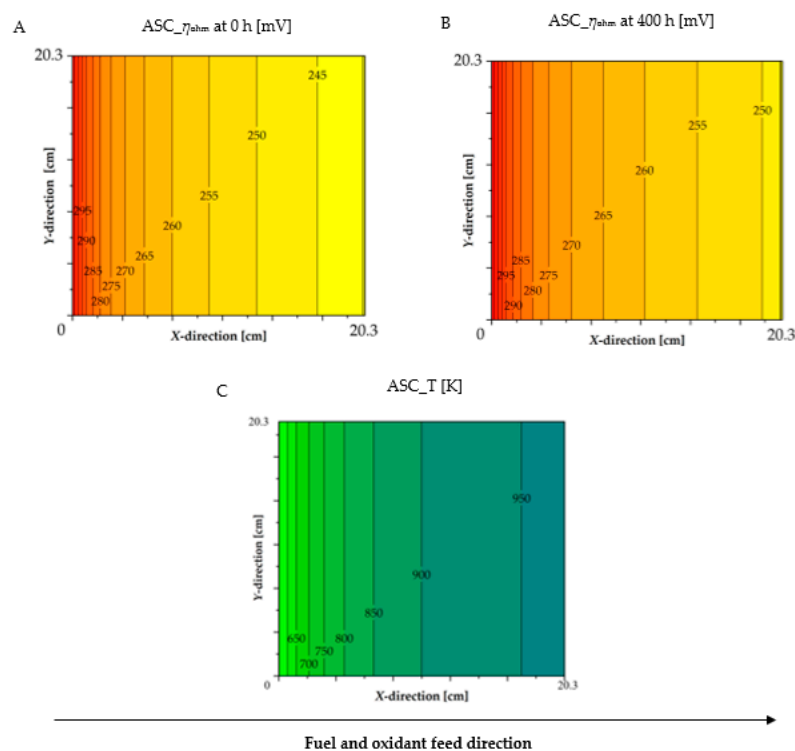 A
ASC_ηohm at 0 h [mV]
20.3
Y-direction [cm]
245
250
255
260
265
270
275
280
285
290
295
0
20.3
X-direction [cm]
B
ASC_ηohm at 400 h [mV]
20.3
Y-direction [cm]
250
255
260
265
270
275
280
285
290
295
0
20.3
X-direction [cm]
C
ASC_T [K]
20.3
Y-direction [cm]
950
900
850
800
750
700
650
0
20.3
X-direction [cm]
Fuel and oxidant feed direction